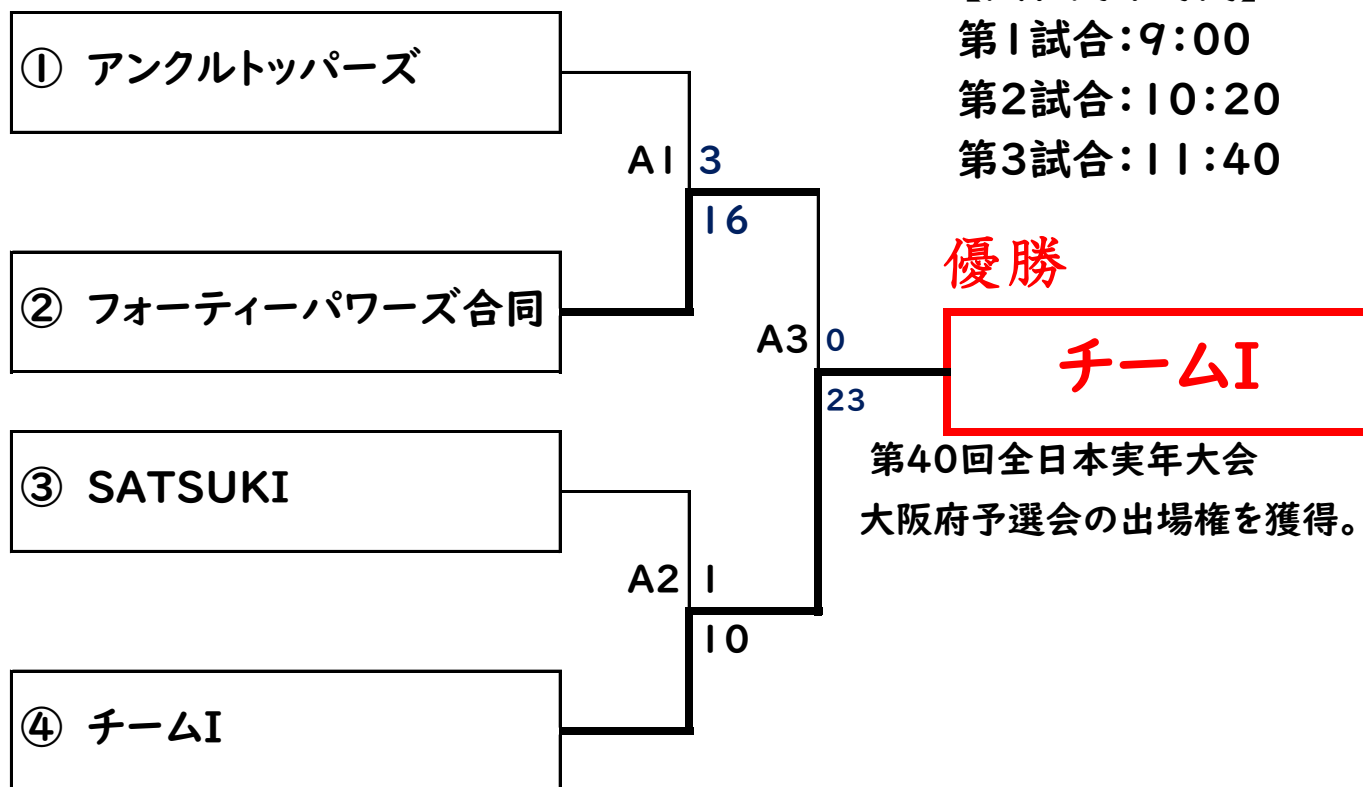 第1試合:9:00
第2試合:10:20
第3試合:11:40
① アンクルトッパーズ
A1 3
16
② フォーティーパワーズ合同
優勝
A3 0
チームI
23
第40回全日本実年大会
大阪府予選会の出場権を獲得。
③ SATSUKI
A2 1
10
④ チームI